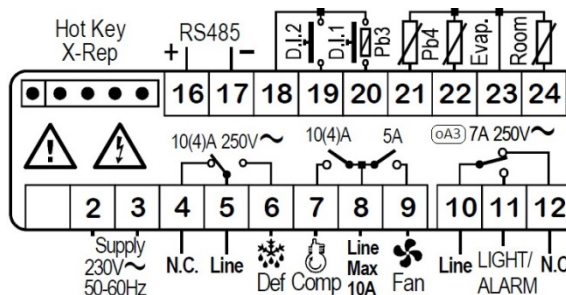 Hot Key
X-Rep
+ RS485 −
D.I.2
D.I.1
Pb3
Pb4
Evap.
Room
16 17 18 19 20 21 22 23 24
10(4)A 250V~
10(4)A
5A
oA3 7A 250V~
2 3 4 5 6 7 8 9 10 11 12
Supply
230V~
50-60Hz
N.C.
Line
Def
Comp
Line
Max
10A
Fan
Line
LIGHT/
ALARM
N.C